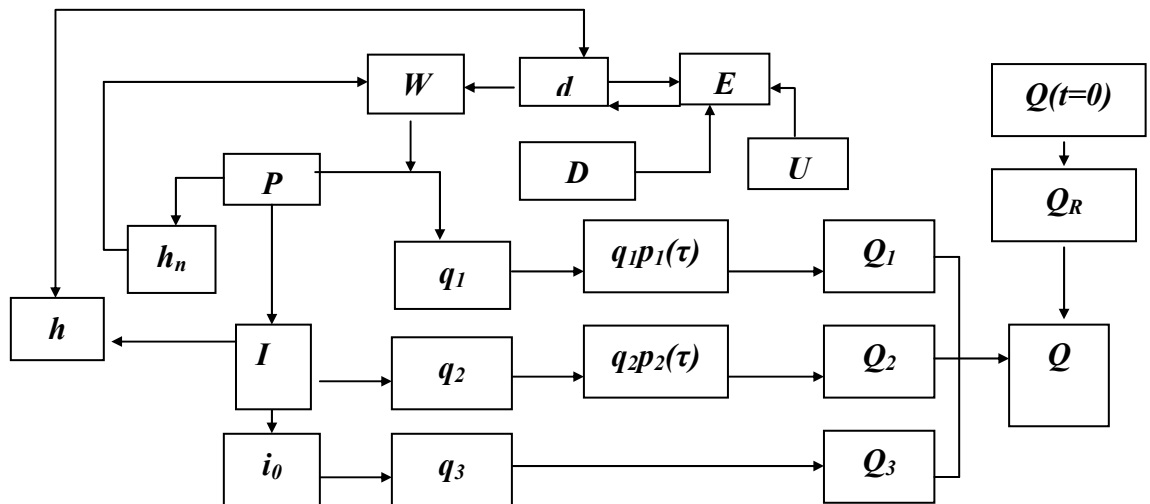 W
d
E
Q(t=0)
D
U
P
Q_R
h_n
q_1
q_1p_1(τ)
Q_1
h
I
q_2
q_2p_2(τ)
Q_2
Q
i_0
q_3
Q_3